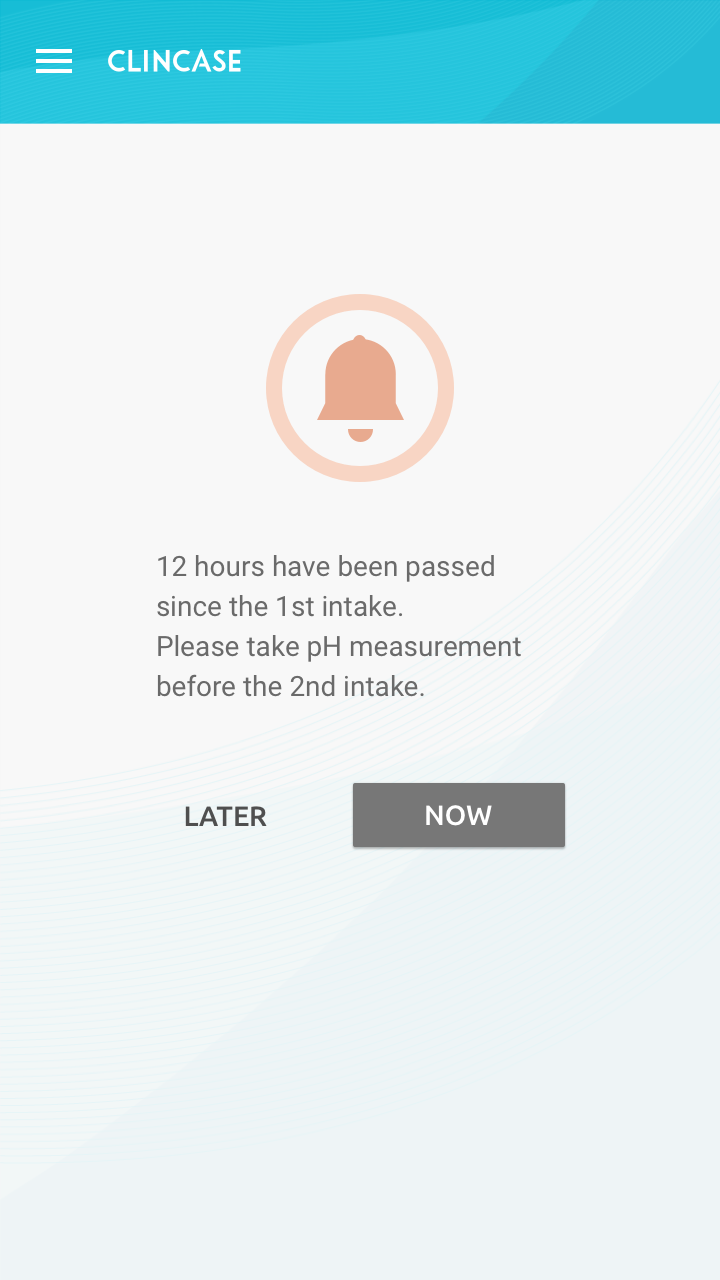 CLINCASE
12 hours have been passed
since the 1st intake.
Please take pH measurement
before the 2nd intake.
LATER
NOW